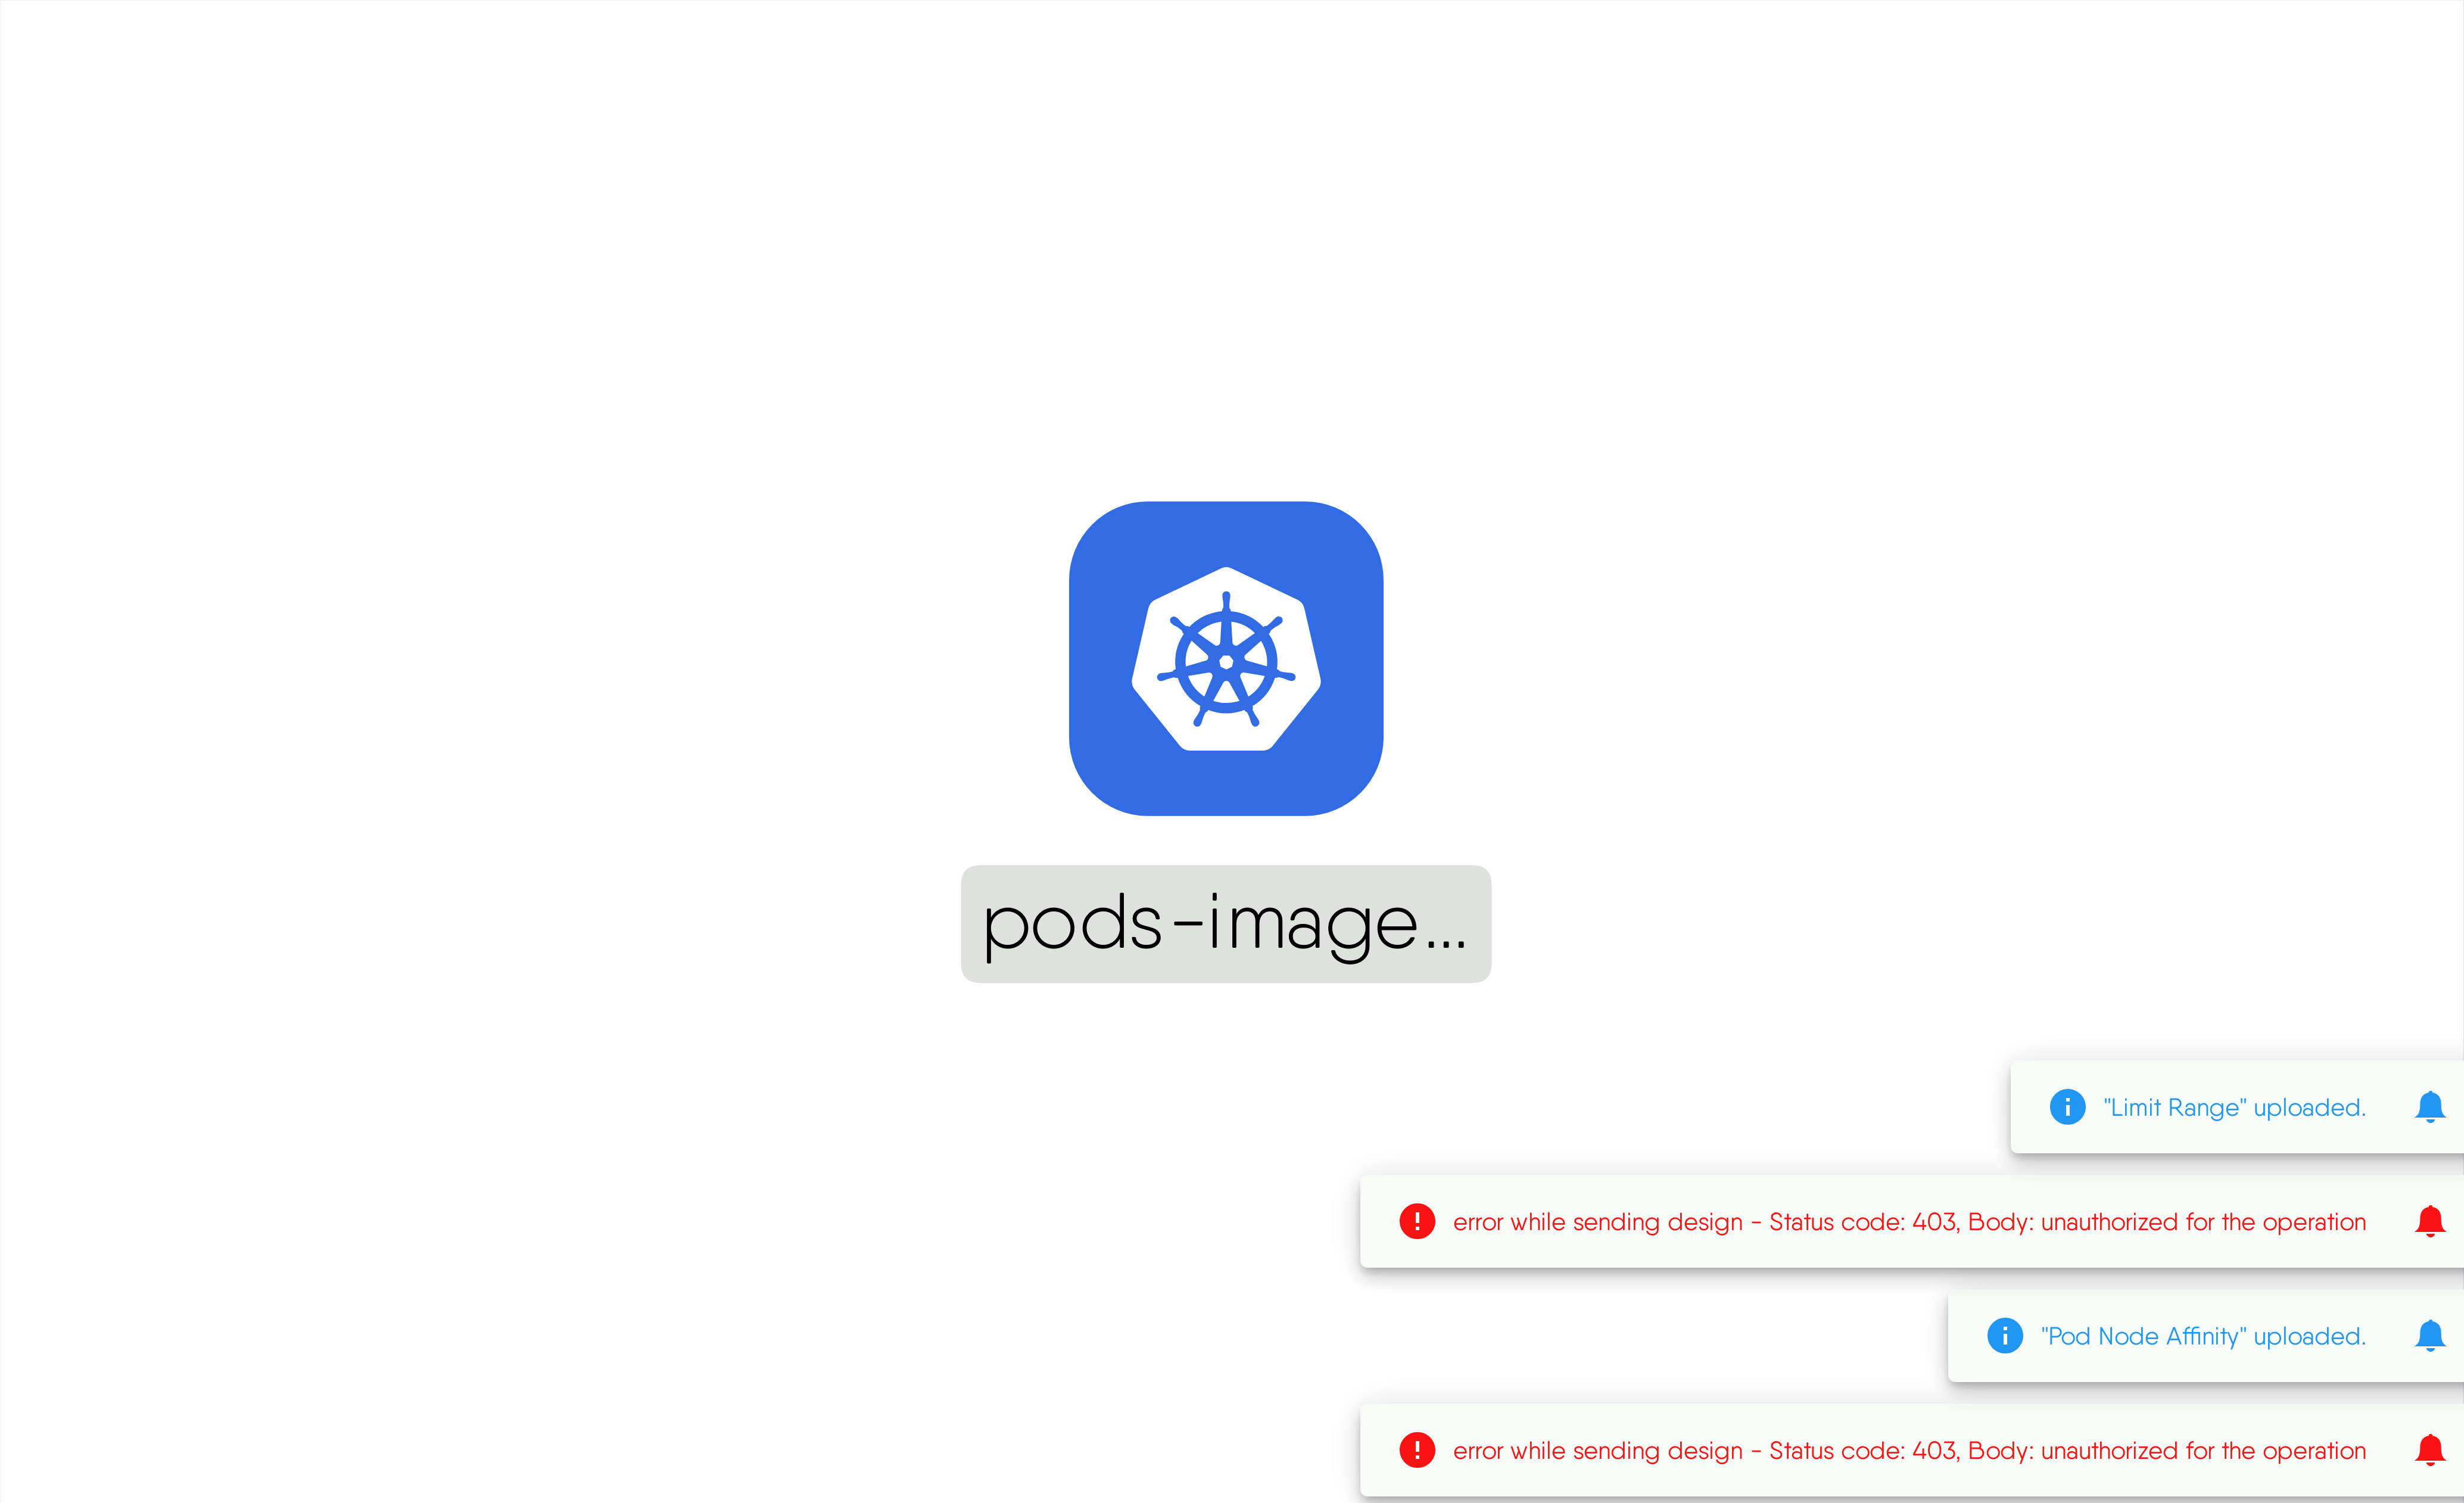 pods-image...
"Limit Range" uploaded.
error while sending design - Status code: 403, Body: unauthorized for the operation
"Pod Node Affinity" uploaded.
error while sending design - Status code: 403, Body: unauthorized for the operation